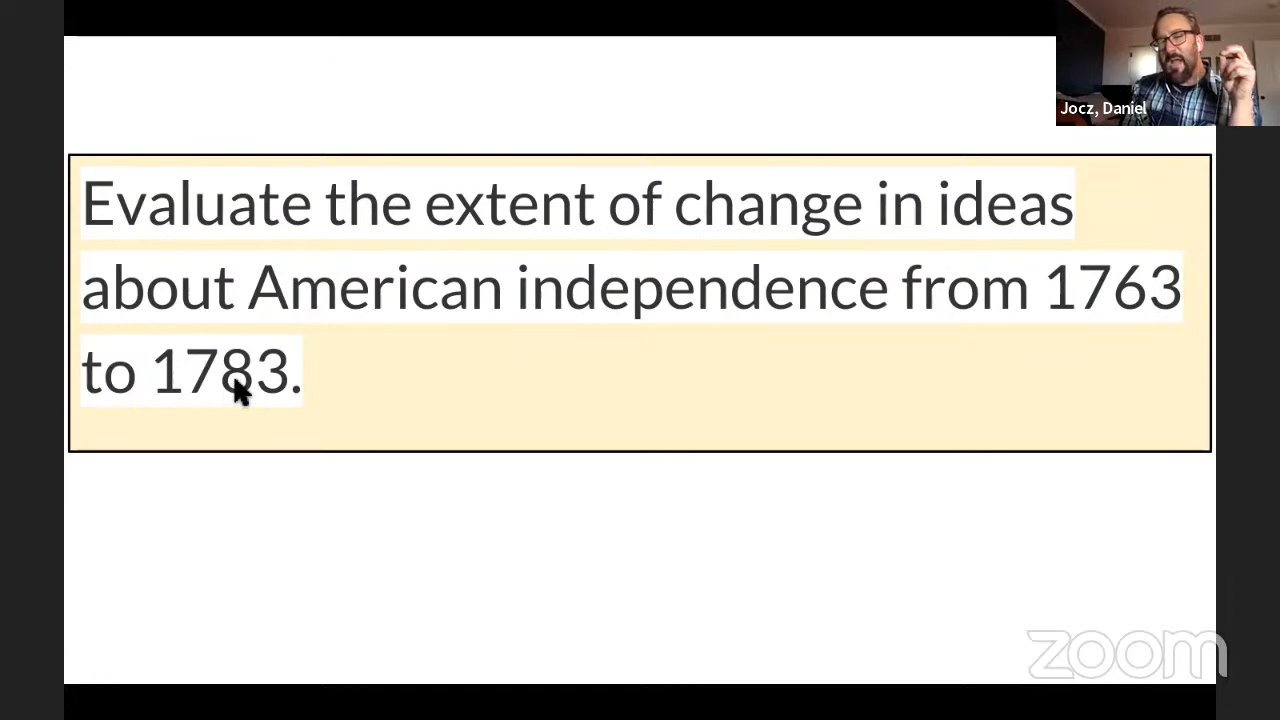 Jocz, Daniel
Evaluate the extent of change in ideas
about American independence from 1763
to 1783.
zoom